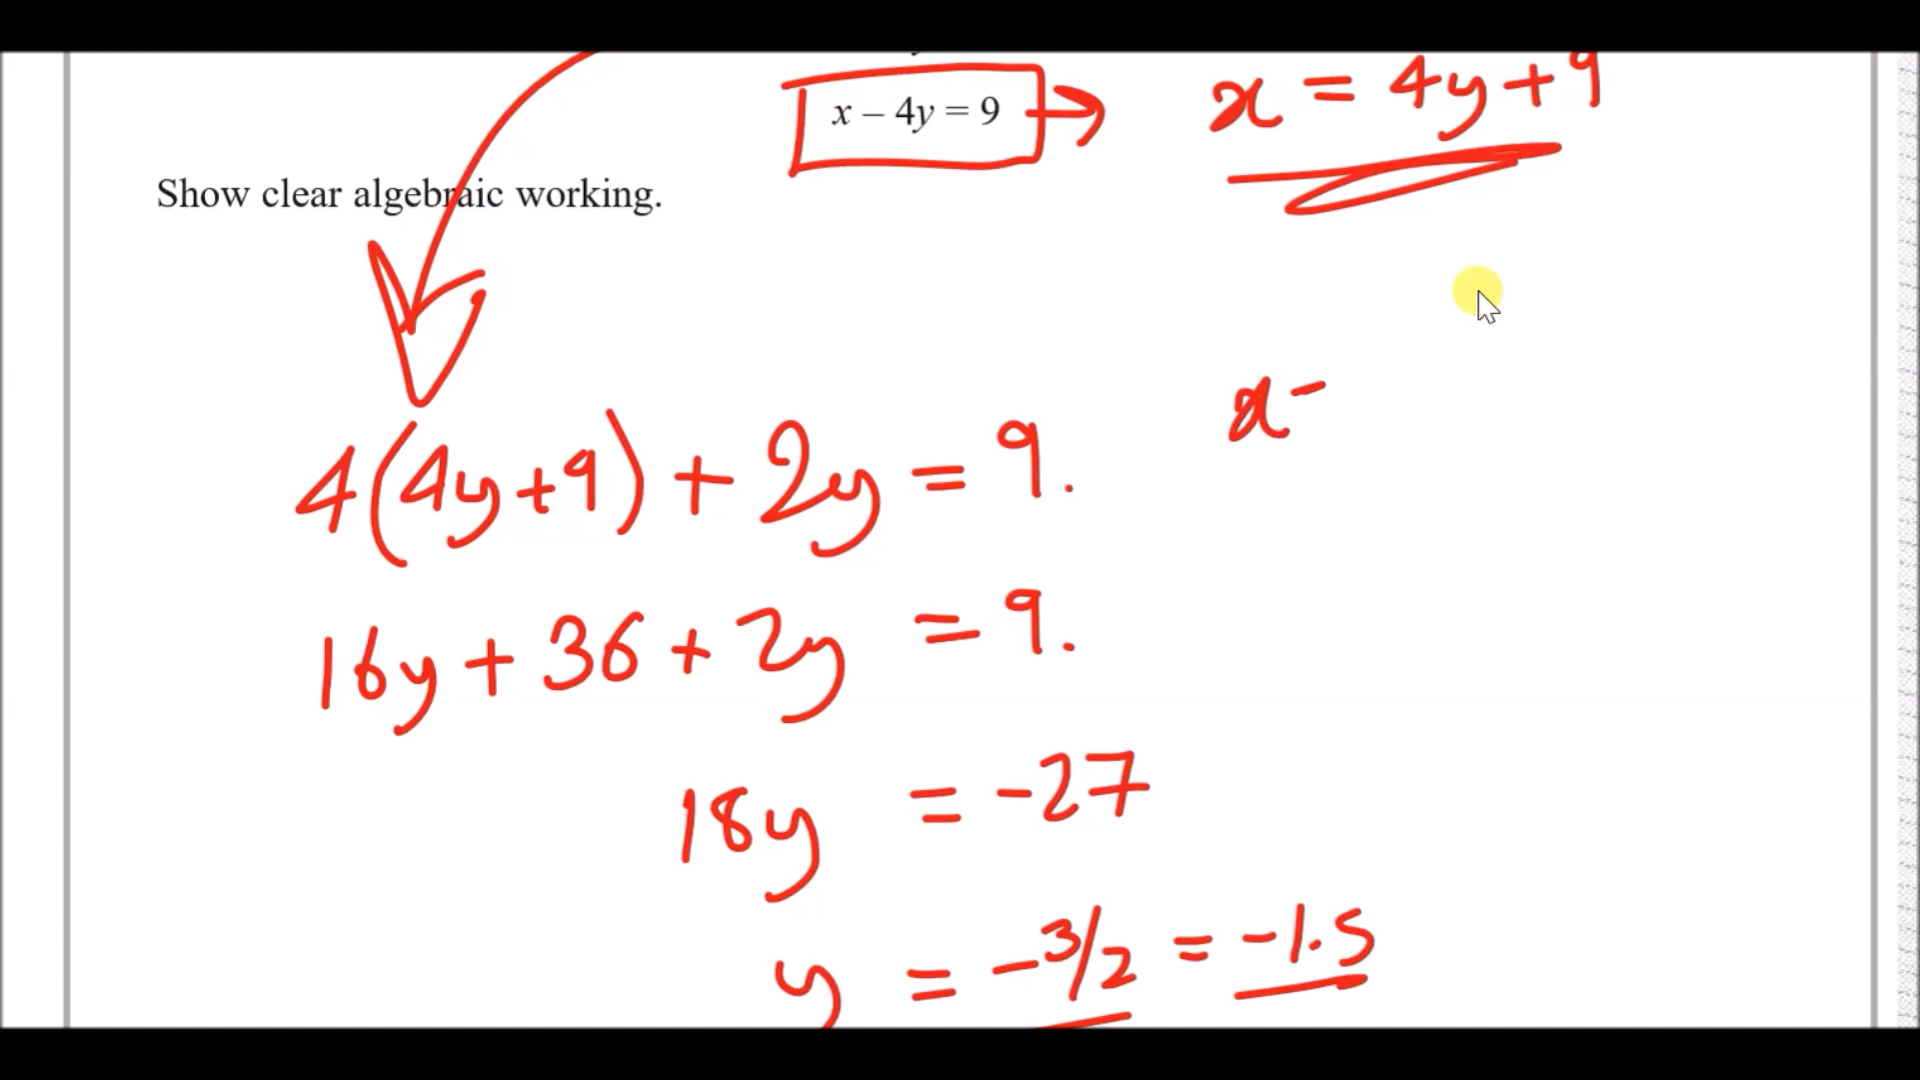 x – 4y = 9
x = 4y + 9
Show clear algebraic working.
x -
4(4y+9) + 2y = 9.
16y + 36 + 2y = 9.
18y = -27
y = -3/2 = -1.5